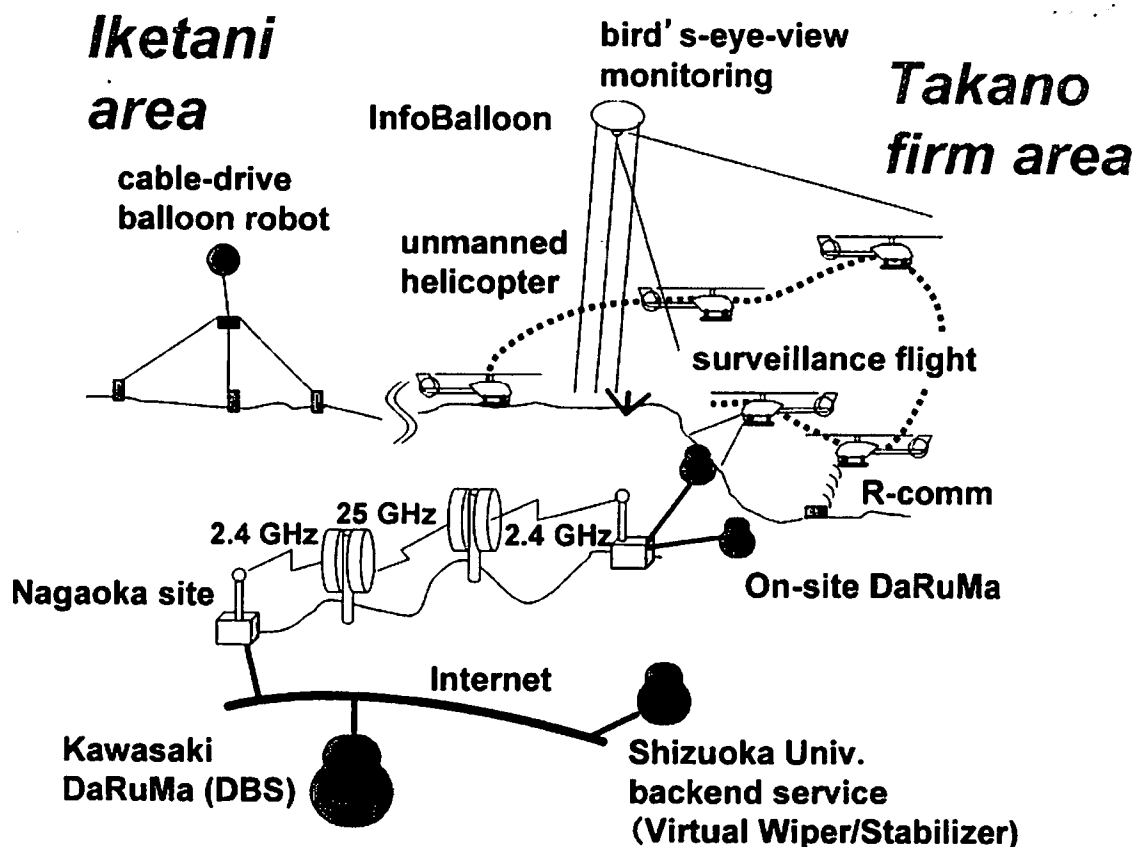 Iketani
area
bird's-eye-view
monitoring
Takano
firm area
InfoBalloon
cable-drive
balloon robot
unmanned
helicopter
surveillance flight
R-comm
2.4 GHz
25 GHz
2.4 GHz
Nagaoka site
On-site DaRuMa
Internet
Kawasaki
DaRuMa (DBS)
Shizuoka Univ.
backend service
(Virtual Wiper/Stabilizer)